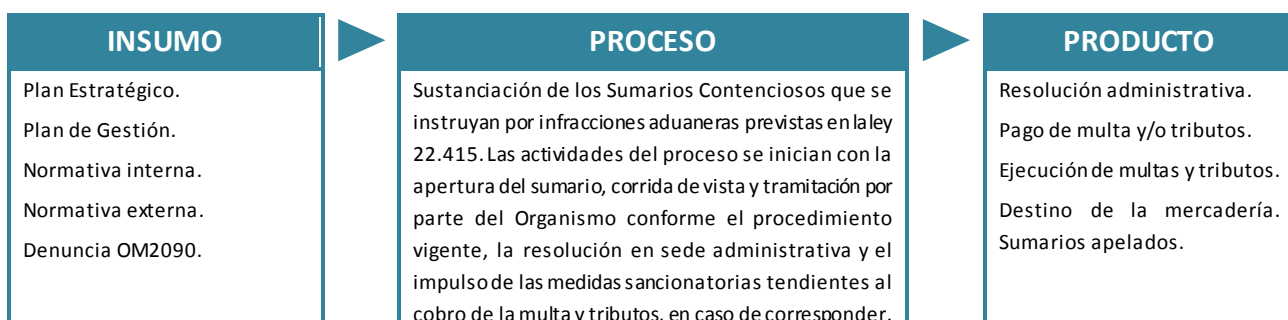 INSUMO
Plan Estratégico.
Plan de Gestión.
Normativa interna.
Normativa externa.
Denuncia OM2090.
PROCESO
Sustanciación de los Sumarios Contenciosos que se
instruyan por infracciones aduaneras previstas en la ley
22.415. Las actividades del proceso se inician con la
apertura del sumario, corrida de vista y tramitación por
parte del Organismo conforme el procedimiento
vigente, la resolución en sede administrativa y el
impulso de las medidas sancionatorias tendientes al
cobro de la multa y tributos, en caso de corresponder.
PRODUCTO
Resolución administrativa.
Pago de multa y/o tributos.
Ejecución de multas y tributos.
Destino de la mercadería.
Sumarios apelados.